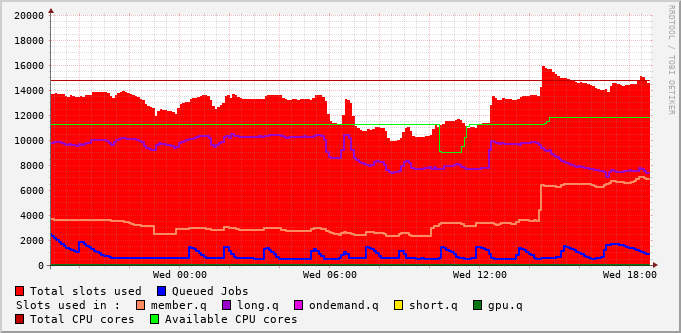 20000
18000
16000
14000
12000
10000
8000
6000
4000
2000
0
RRDTOOL / TOBI OETIKER
Wed 00:00 Wed 06:00 Wed 12:00 Wed 18:00
Total slots used Queued Jobs
Slots used in : member.q long.q ondemand.q short.q gpu.q
Total CPU cores Available CPU cores